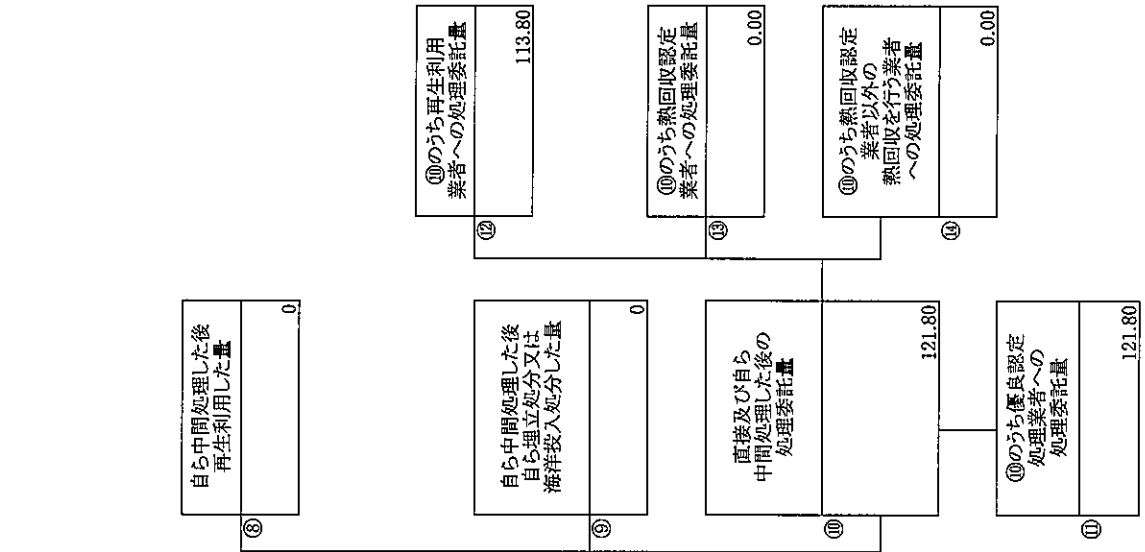 ⑧
自ら中間処理した後
再生利用した量
0
⑨
自ら中間処理した後
自ら埋立処分又は
海洋投入処分した量
0
⑩
直接及び自ら
中間処理した後の
処理委託量
121.80
⑪
⑩のうち優良認定
処理業者への
処理委託量
121.80
⑫
⑩のうち再生利用
業者への処理委託量
113.80
⑬
⑩のうち熱回収認定
業者への処理委託量
0.00
⑭
⑩のうち熱回収認定
業者以外の
熱回収を行う業者
への処理委託量
0.00